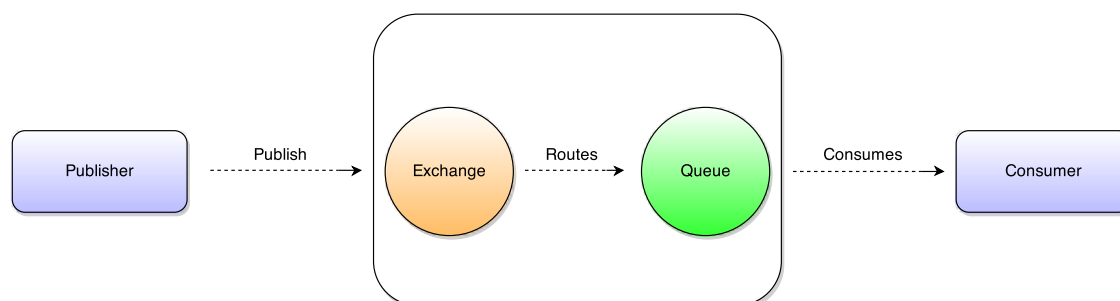 Publisher
Publish
Exchange
Routes
Queue
Consumes
Consumer